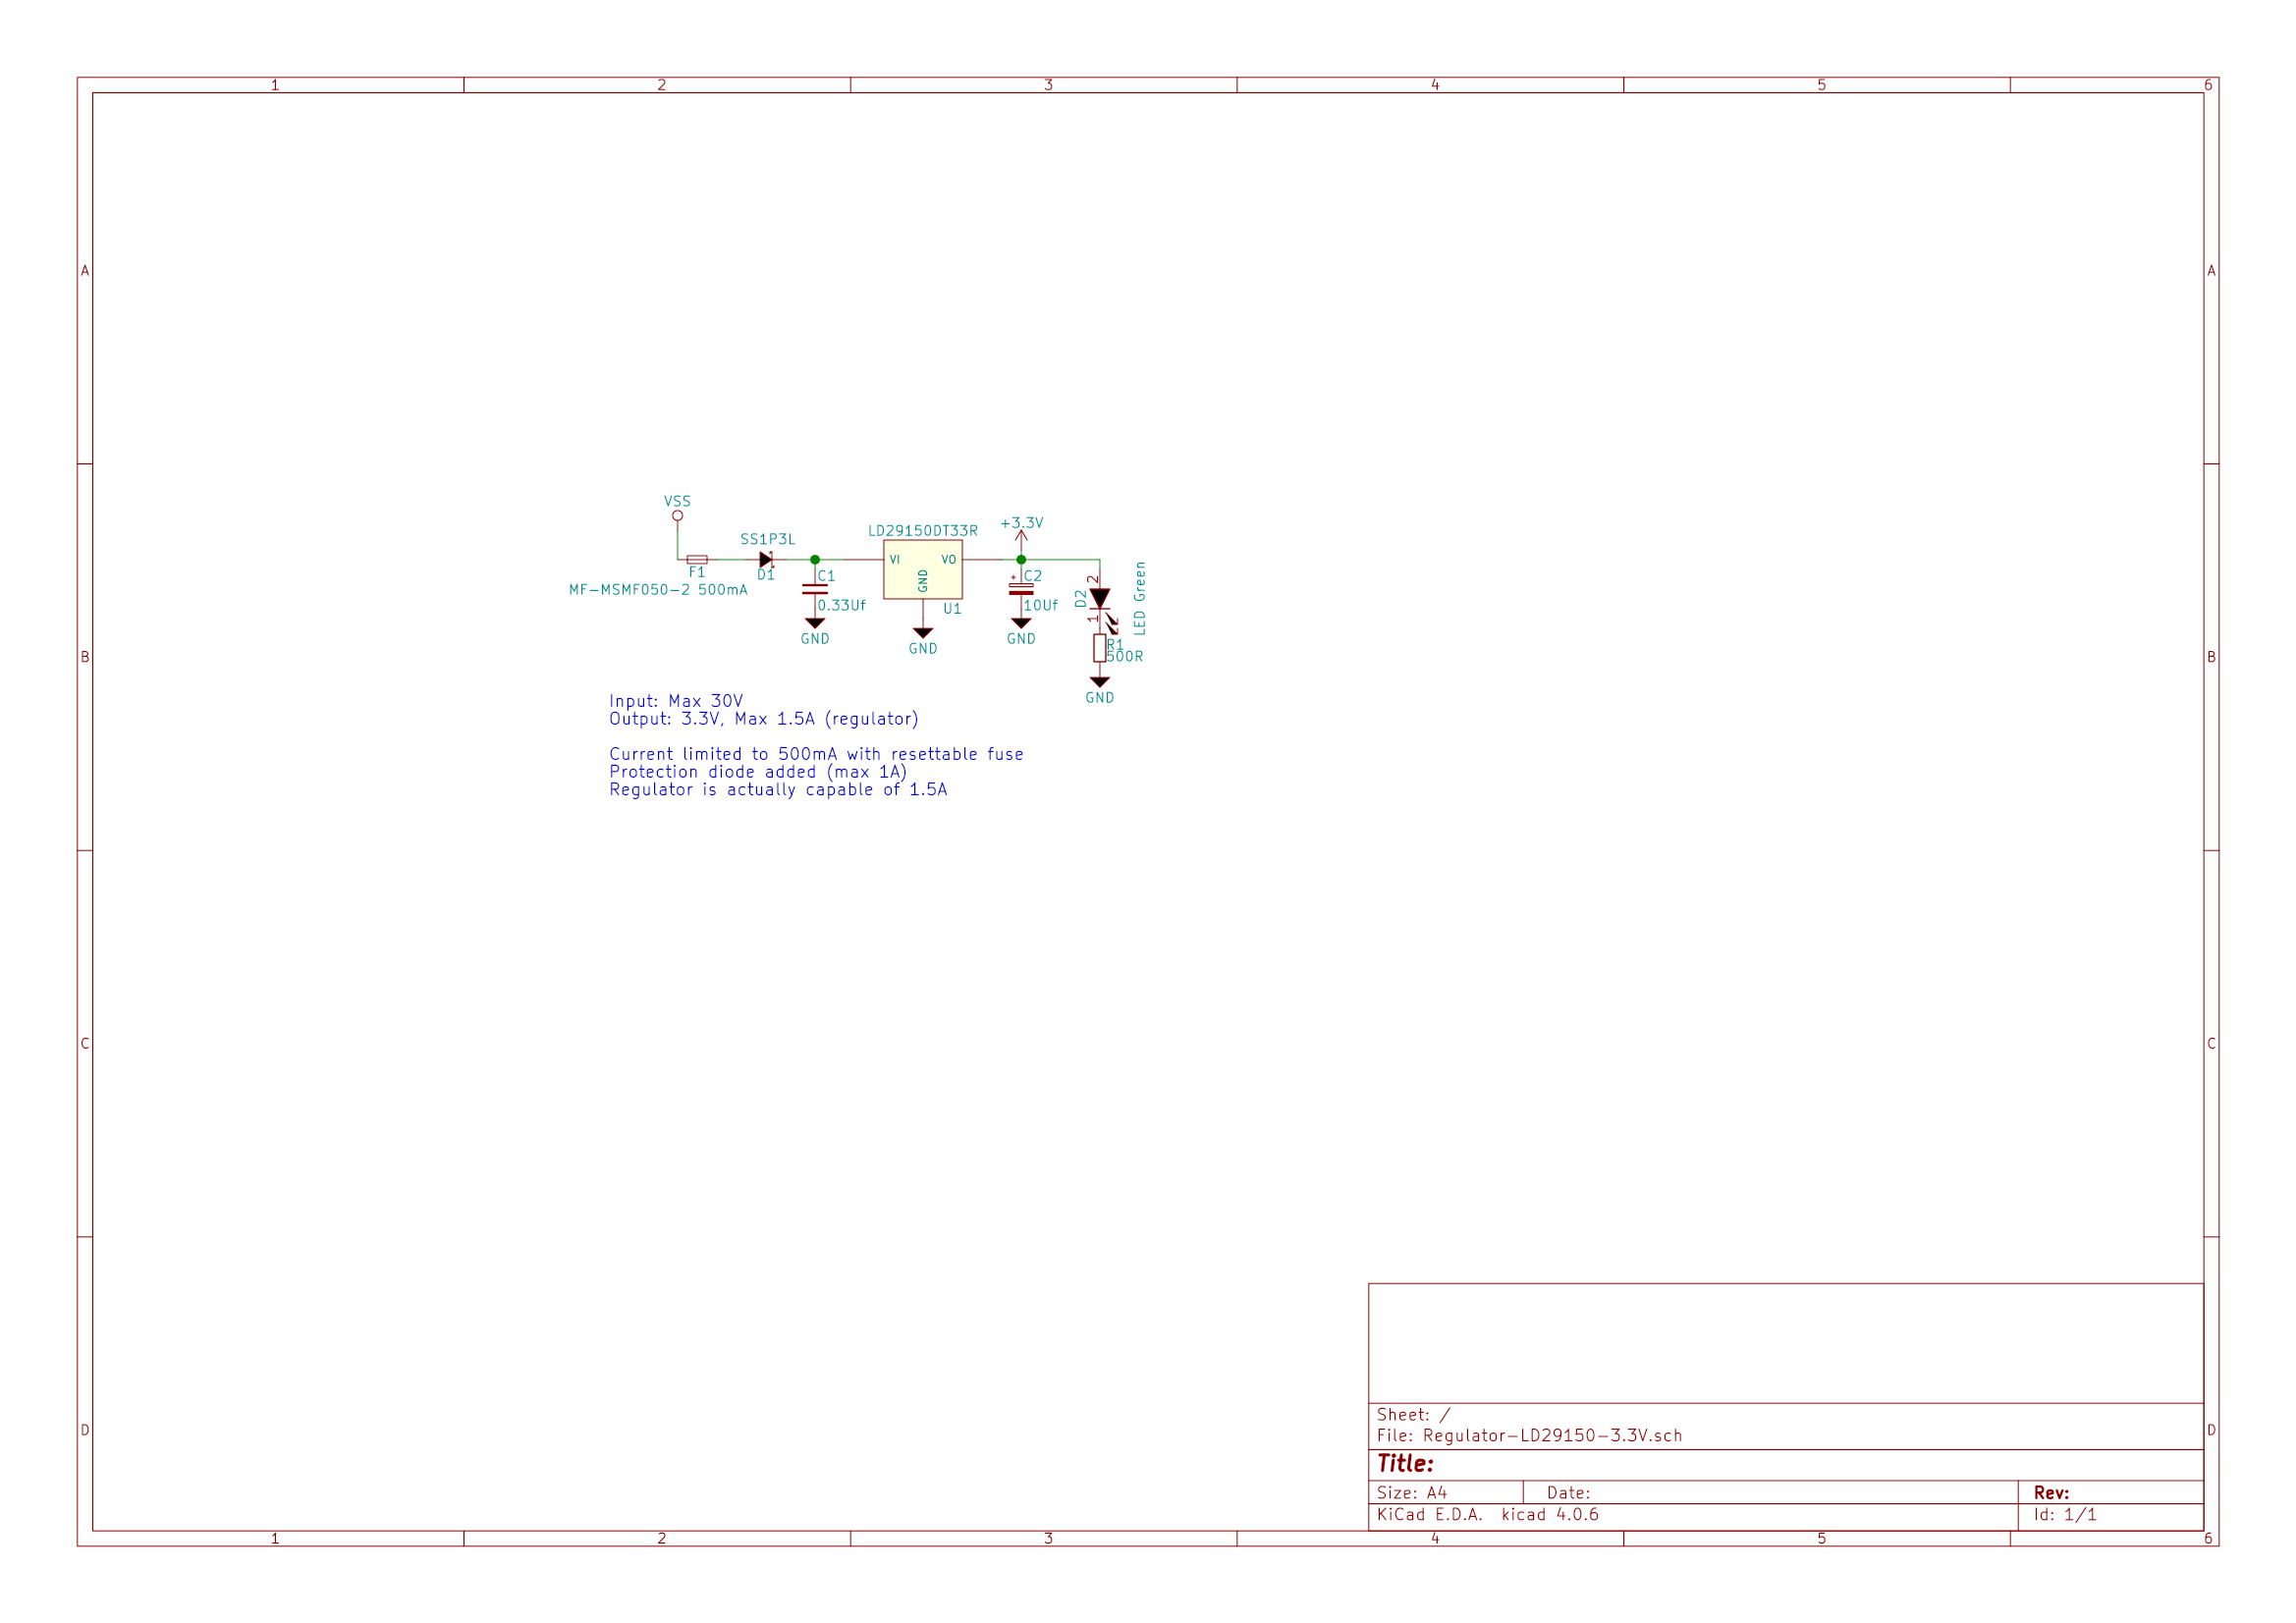 1 2 3 4 5 6
A A
VSS
SS1P3L
LD29150DT33R
+3.3V
VI VO
GND
F1
D1
C1
C2
+
2
D2
1
LED Green
MF-MSMF050-2 500mA
0.33Uf
U1
10Uf
GND
GND
GND
R1
500R
GND
B B
Input: Max 30V
Output: 3.3V, Max 1.5A (regulator)
Current limited to 500mA with resettable fuse
Protection diode added (max 1A)
Regulator is actually capable of 1.5A
C C
D D
Sheet: /
File: Regulator-LD29150-3.3V.sch
Title:
Size: A4 Date: Rev:
KiCad E.D.A. kicad 4.0.6 Id: 1/1
1 2 3 4 5 6